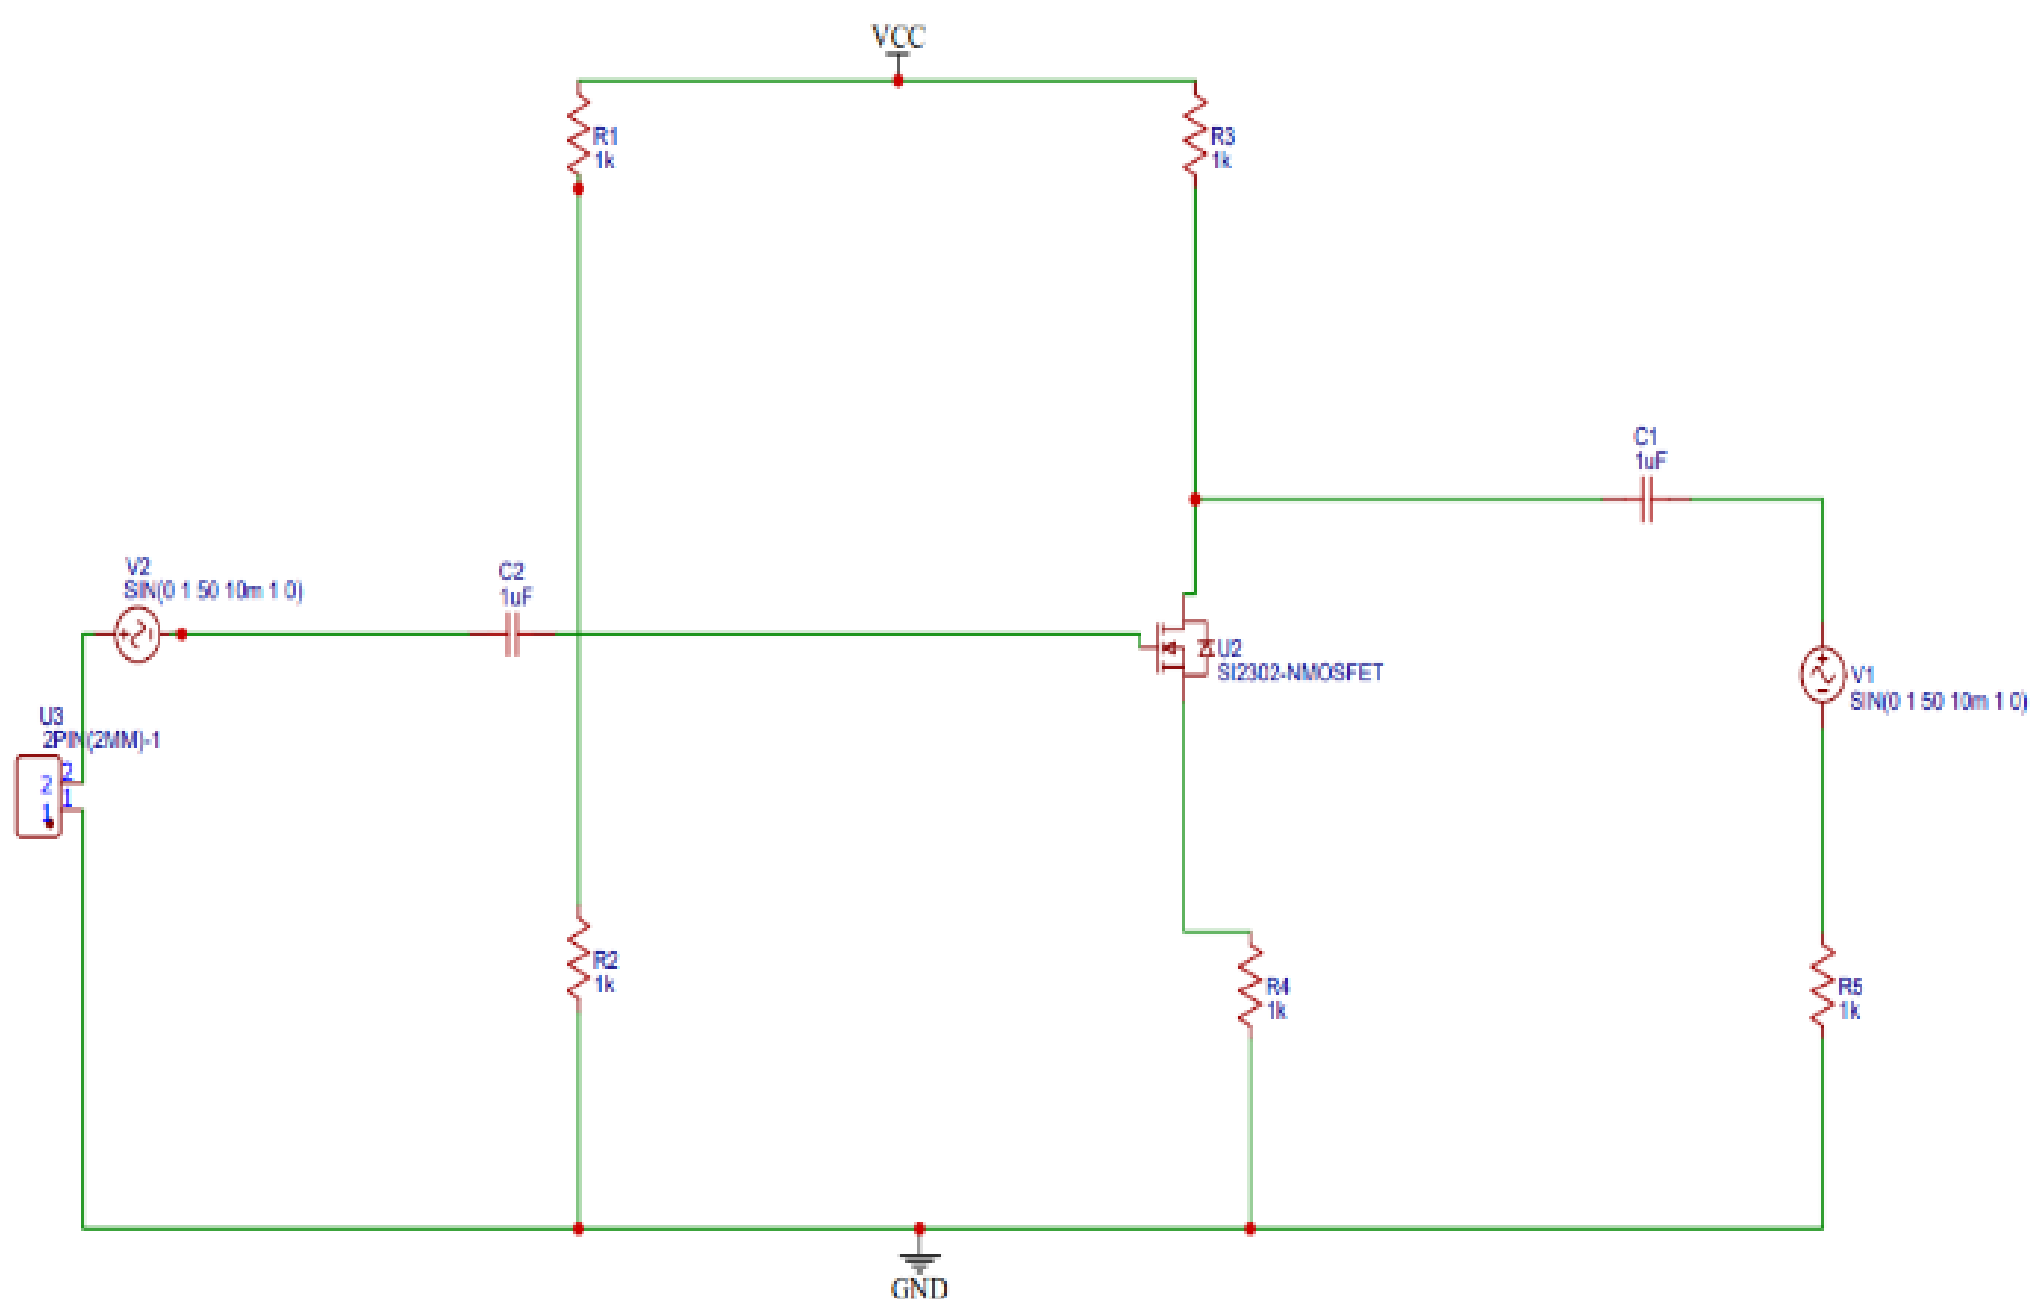 VCC
R1
1k
R3
1k
C1
1uF
V2
SIN(0 1 50 10m 1 0)
C2
1uF
U2
SI2302-NMOSFET
V1
SIN(0 1 50 10m 1 0)
U3
2PIN(2MM)-1
2
2
1
1
R2
1k
R4
1k
R5
1k
GND